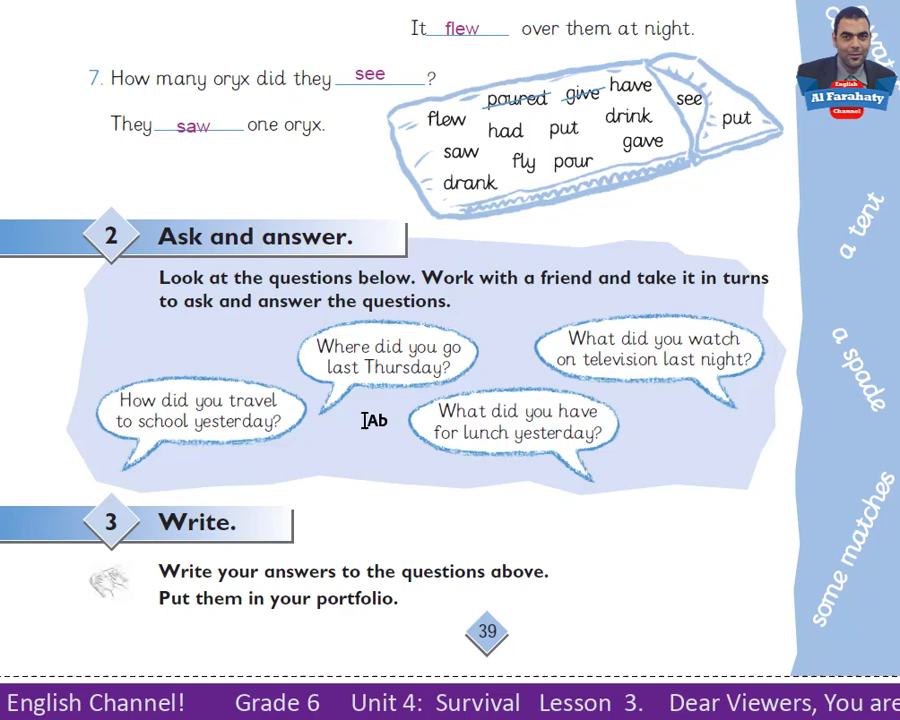 It flew over them at night.
7. How many oryx did they see ?
They saw one oryx.
poured give have
see
flew had put drink
put
saw fly pour gave
drank
2 Ask and answer.
Look at the questions below. Work with a friend and take it in turns
to ask and answer the questions.
Where did you go
last Thursday?
What did you watch
on television last night?
How did you travel
to school yesterday?
Ab
What did you have
for lunch yesterday?
3 Write.
Write your answers to the questions above.
Put them in your portfolio.
39
a tent
a spade
some matches
English
Al Farahaty
Channel
English Channel! Grade 6 Unit 4: Survival Lesson 3. Dear Viewers, You are